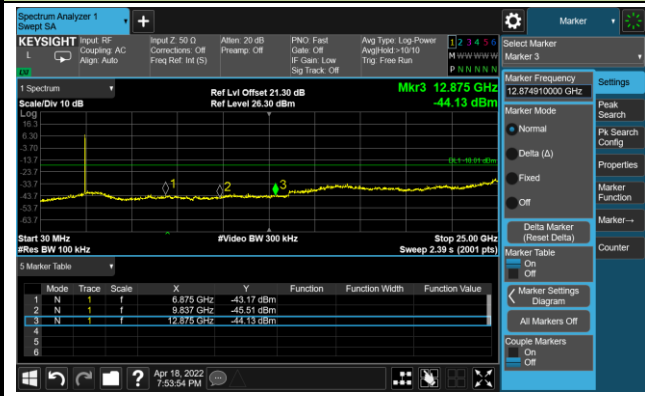 Spectrum Analyzer 1
Swept SA
+
Marker
KEYSIGHT
L
Input: RF
Coupling: AC
Align: Auto
Input Z: 50 Ω
Corrections: Off
Freq Ref: Int (S)
Atten: 20 dB
Preamp: Off
PNO: Fast
Gate: Off
IF Gain: Low
Sig Track: Off
Avg Type: Log-Power
Avg|Hold:>10/10
Trig: Free Run
1 2 3 4 5 6
M W W W W W
P N N N N N
Select Marker
Marker 3
Marker Frequency
12.874910000 GHz
Settings
1 Spectrum
Ref Lvl Offset 21.30 dB
Mkr3 12.875 GHz
Scale/Div 10 dB
Ref Level 26.30 dBm
-44.13 dBm
Log
16.3
6.30
-3.70
-13.7
-23.7
-33.7
-43.7
-53.7
-63.7
1
2
3
Start 30 MHz
#Video BW 300 kHz
Stop 25.00 GHz
#Res BW 100 kHz
Sweep 2.39 s (2001 pts)
Marker Mode
Normal
Delta (Δ)
Fixed
Off
Peak Search
Pk Search Config
Properties
Marker Function
Marker→
Counter
Delta Marker
(Reset Delta)
Marker Table
On
Off
Marker Settings
Diagram
All Markers Off
Couple Markers
On
Off
5 Marker Table
Mode Trace Scale X Y Function Function Width Function Value
1 N 1 f 6.875 GHz -43.17 dBm
2 N 1 f 9.837 GHz -45.51 dBm
3 N 1 f 12.875 GHz -44.13 dBm
4
5
6
?
Apr 18, 2022
7:53:54 PM